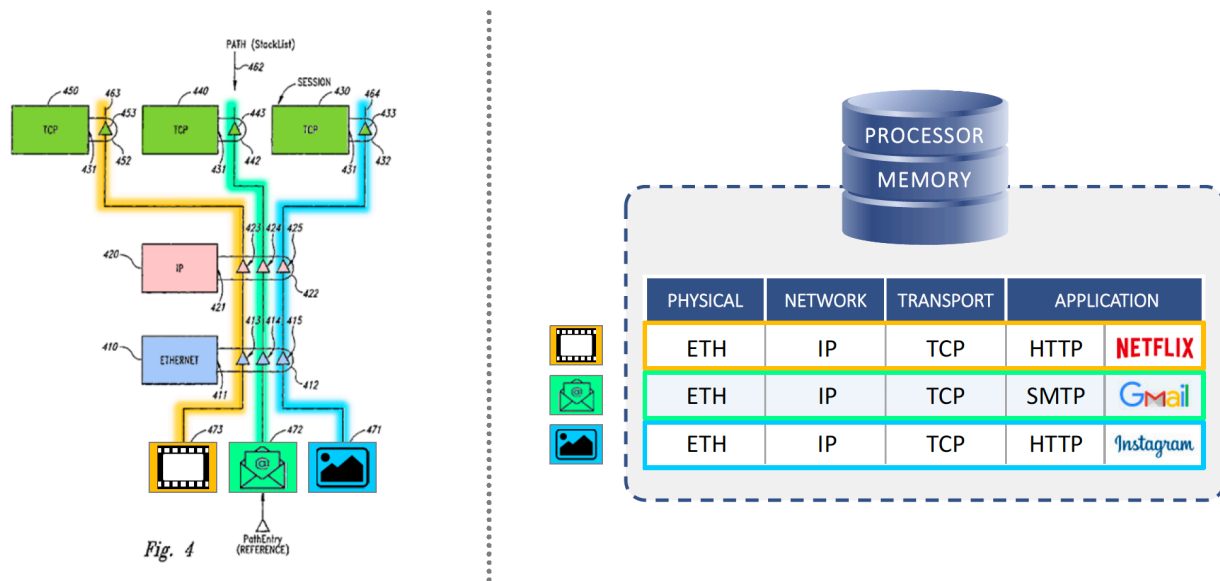 PATH (StackList)
462
SESSION
450
463
440
430
464
453
443
433
TCP
TCP
TCP
431
452
431
442
431
432
423
424
425
420
IP
421
422
413
414
415
410
ETHERNET
411
412
473
472
471
@
PathEntry
(REFERENCE)
Fig. 4
PROCESSOR
MEMORY
PHYSICAL NETWORK TRANSPORT APPLICATION
ETH IP TCP HTTP NETFLIX
@
ETH IP TCP SMTP Gmail
ETH IP TCP HTTP Instagram